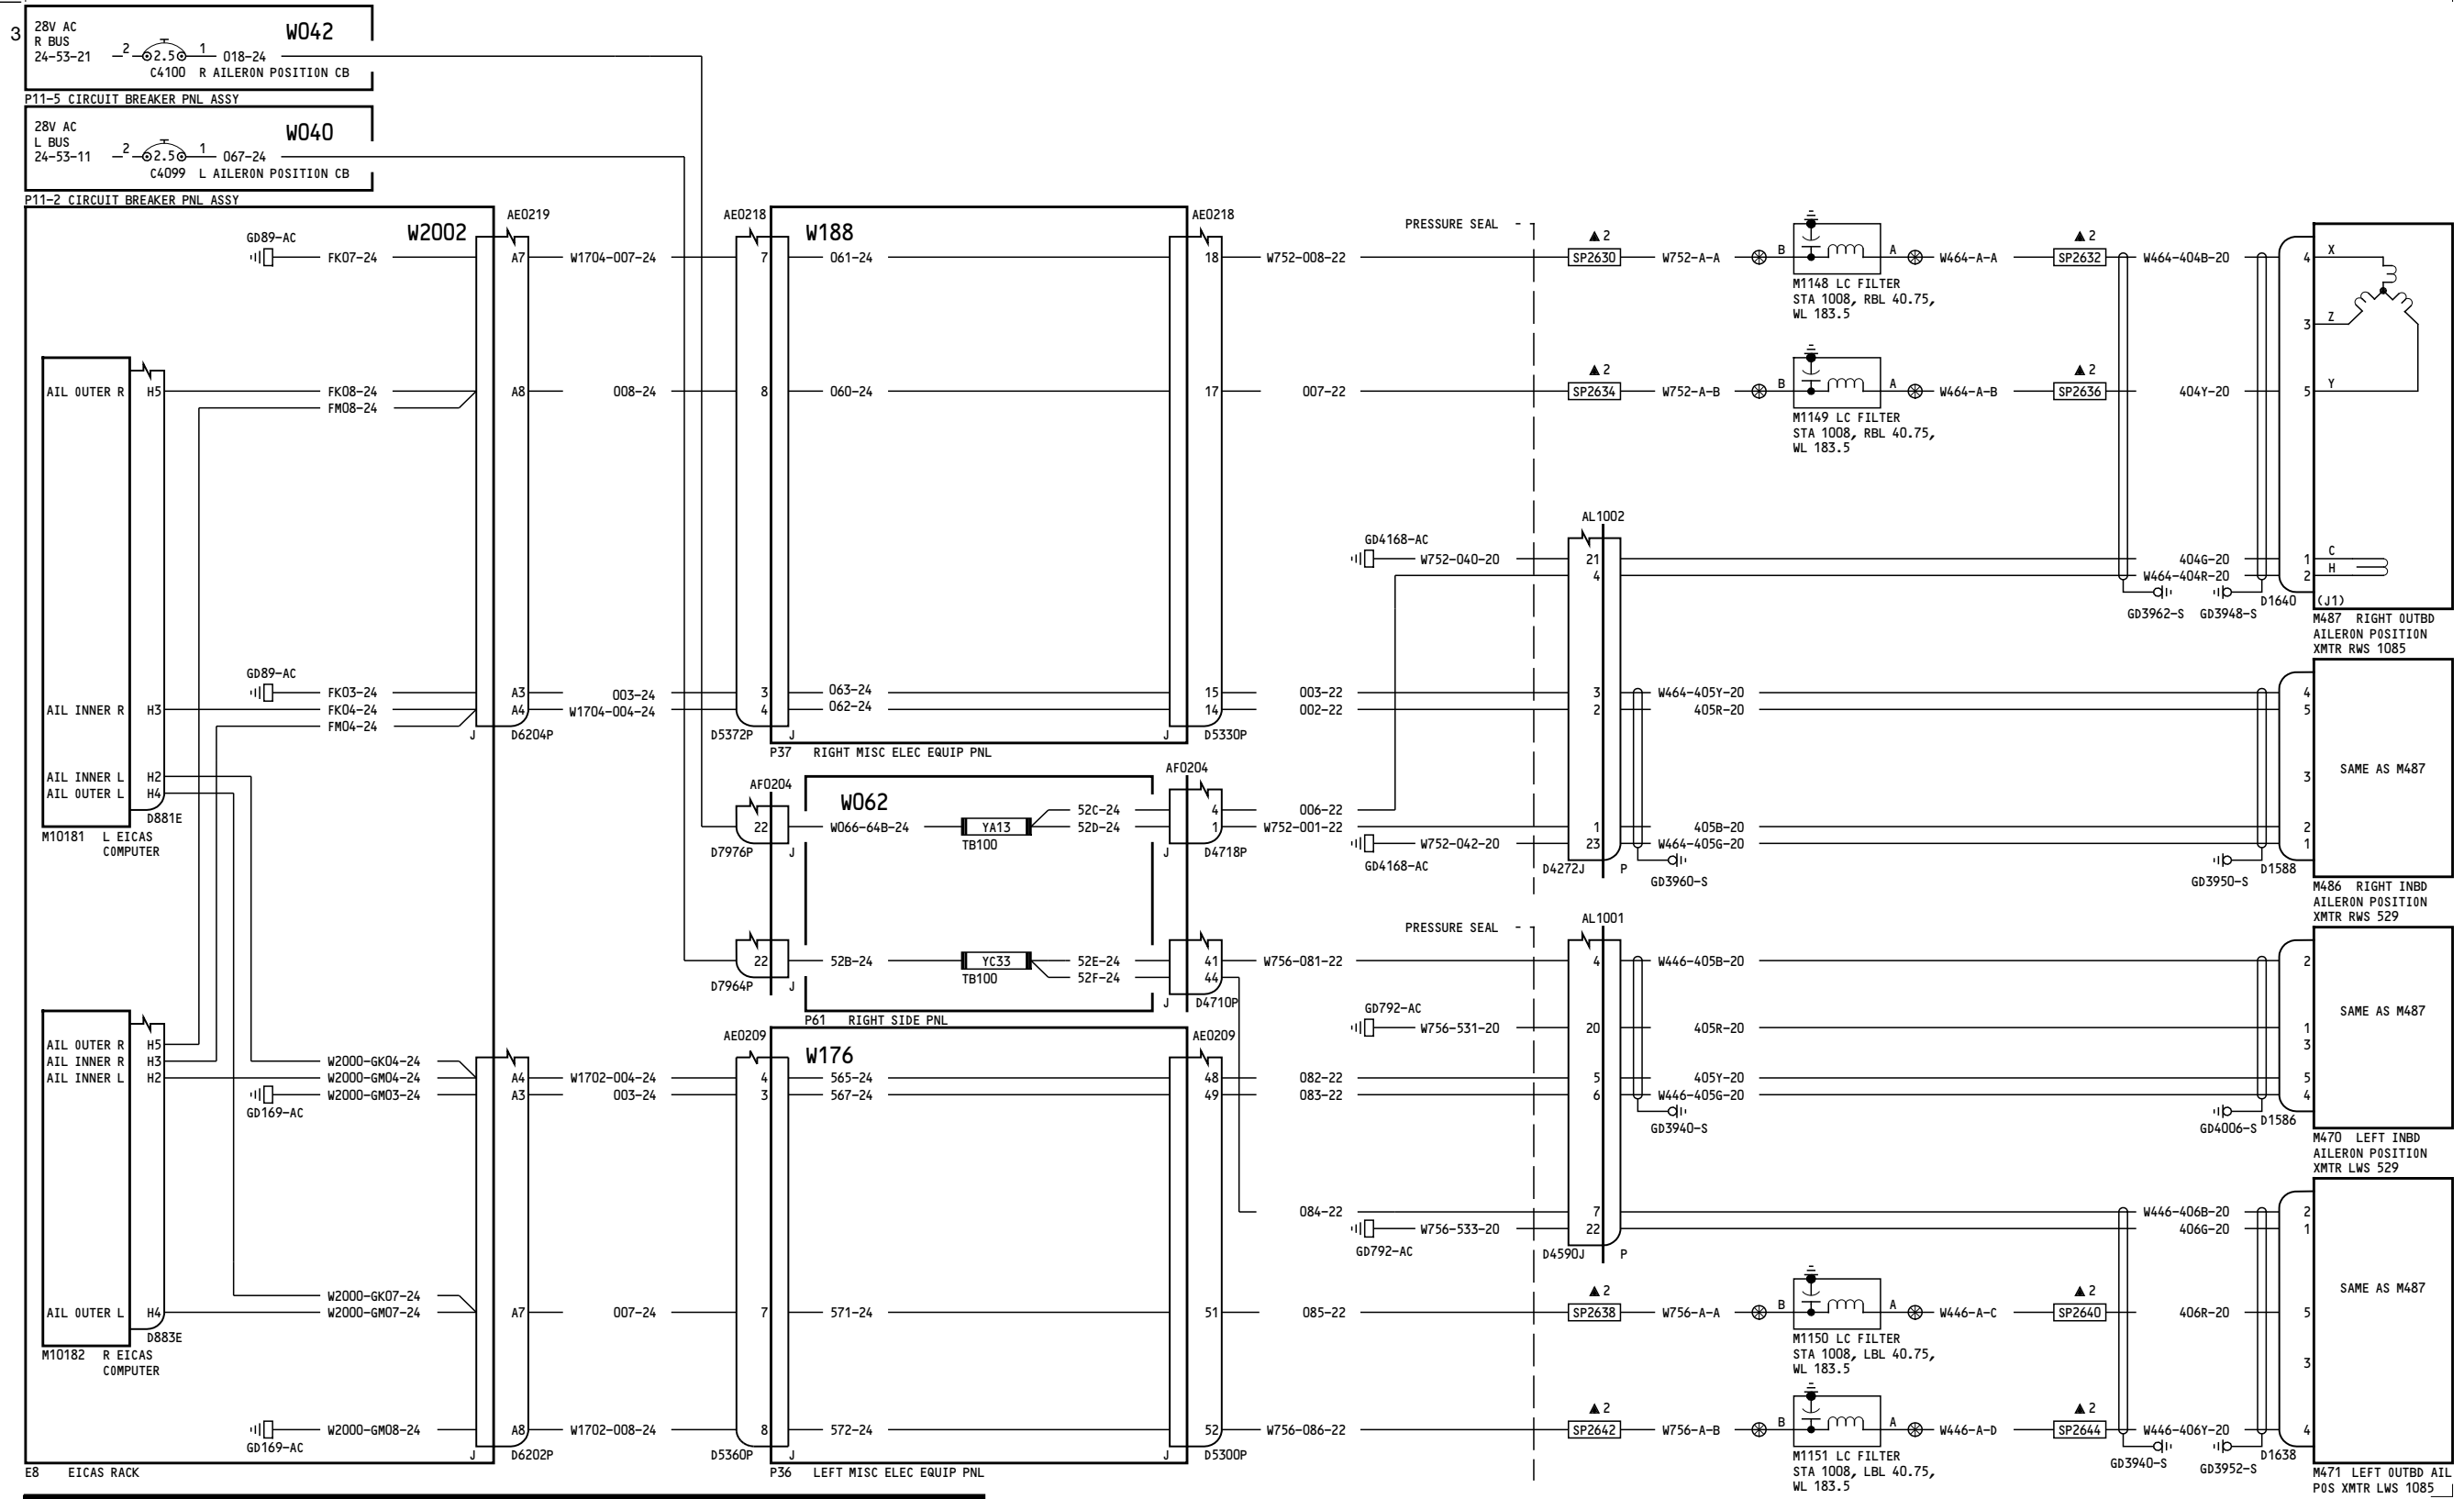 3
28V AC
R BUS
24-53-21
2
2.5
1
018-24
W042
C4100 R AILERON POSITION CB
P11-5 CIRCUIT BREAKER PNL ASSY
28V AC
L BUS
24-53-11
2
2.5
1
067-24
W040
C4099 L AILERON POSITION CB
P11-2 CIRCUIT BREAKER PNL ASSY
W2002
AE0219
GD89-AC
FK07-24
A7
W1704-007-24
AIL OUTER R
H5
FK08-24
FM08-24
A8
008-24
GD89-AC
FK03-24
A3
003-24
AIL INNER R
H3
FK04-24
A4
W1704-004-24
FM04-24
J
D6204P
AIL INNER L
H2
AIL OUTER L
H4
D881E
M10181 L EICAS
COMPUTER
AIL OUTER R
H5
AIL INNER R
H3
AIL INNER L
H2
W2000-GK04-24
W2000-GM04-24
A4
W1702-004-24
W2000-GM03-24
A3
003-24
GD169-AC
W2000-GK07-24
AIL OUTER L
H4
W2000-GM07-24
A7
007-24
D883E
M10182 R EICAS
COMPUTER
W2000-GM08-24
A8
W1702-008-24
GD169-AC
J
D6202P
E8 EICAS RACK
AE0218
W188
AE0218
7
061-24
18
W752-008-22
8
060-24
17
007-22
3
063-24
15
003-22
4
062-24
14
002-22
D5372P
J
J
D5330P
P37 RIGHT MISC ELEC EQUIP PNL
AF0204
AF0204
W062
22
W066-64B-24
YA13
TB100
52C-24
52D-24
4
1
006-22
W752-001-22
D7976P
J
J
D4718P
22
52B-24
YC33
TB100
52E-24
52F-24
41
44
W756-081-22
D7964P
J
J
D4710P
P61 RIGHT SIDE PNL
AE0209
W176
AE0209
4
565-24
48
082-22
3
567-24
49
083-22
084-22
7
571-24
51
085-22
8
572-24
52
W756-086-22
D5360P
J
J
D5300P
P36 LEFT MISC ELEC EQUIP PNL
PRESSURE SEAL
2
SP2630
W752-A-A
B
A
W464-A-A
2
SP2632
W464-404B-20
M1148 LC FILTER
STA 1008, RBL 40.75,
WL 183.5
2
SP2634
W752-A-B
B
A
W464-A-B
2
SP2636
404Y-20
M1149 LC FILTER
STA 1008, RBL 40.75,
WL 183.5
AL1002
GD4168-AC
W752-040-20
21
4
404G-20
W464-404R-20
GD3962-S
GD3948-S
D1640
4
X
3
Z
5
Y
1
C
2
H
(J1)
M487 RIGHT OUTBD
AILERON POSITION
XMTR RWS 1085
3
W464-405Y-20
4
2
405R-20
5
3
SAME AS M487
1
405B-20
2
W752-042-20
23
W464-405G-20
1
GD4168-AC
D4272J
P
GD3960-S
GD3950-S
D1588
M486 RIGHT INBD
AILERON POSITION
XMTR RWS 529
PRESSURE SEAL
AL1001
4
W446-405B-20
2
GD792-AC
W756-531-20
20
405R-20
1
3
SAME AS M487
5
405Y-20
5
6
W446-405G-20
4
GD3940-S
GD4006-S
D1586
M470 LEFT INBD
AILERON POSITION
XMTR LWS 529
7
W446-406B-20
2
W756-533-20
22
406G-20
1
GD792-AC
D4590J
P
SAME AS M487
2
SP2638
W756-A-A
B
A
W446-A-C
2
SP2640
406R-20
5
M1150 LC FILTER
STA 1008, LBL 40.75,
WL 183.5
3
2
SP2642
W756-A-B
B
A
W446-A-D
2
SP2644
W446-406Y-20
4
M1151 LC FILTER
STA 1008, LBL 40.75,
WL 183.5
GD3940-S
GD3952-S
D1638
M471 LEFT OUTBD AIL
POS XMTR LWS 1085